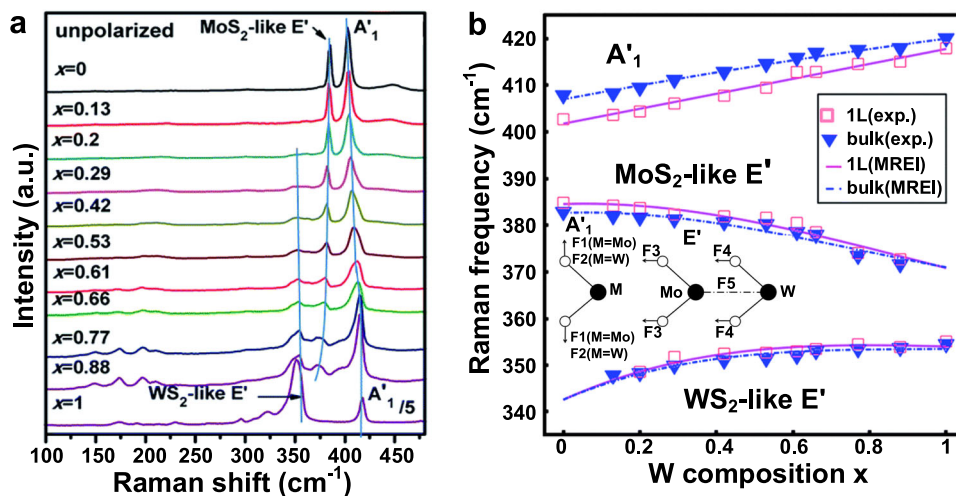 a
unpolarized
MoS2-like E'
A'1
x=0
x=0.13
x=0.2
x=0.29
x=0.42
x=0.53
x=0.61
x=0.66
x=0.77
x=0.88
x=1
WS2-like E'
A'1/5
Intensity (a.u.)
100 150 200 250 300 350 400 450
Raman shift (cm-1)
b
Raman frequency (cm-1)
420
410
400
390
380
370
360
350
340
A'1
1L(exp.)
bulk(exp.)
1L(MREI)
bulk(MREI)
MoS2-like E'
A'1
F1(M=Mo)
F2(M=W)
M
F1(M=Mo)
F2(M=W)
E'
F3
F4
Mo
F5
W
F3
F4
WS2-like E'
0.0 0.2 0.4 0.6 0.8 1.0
W composition x